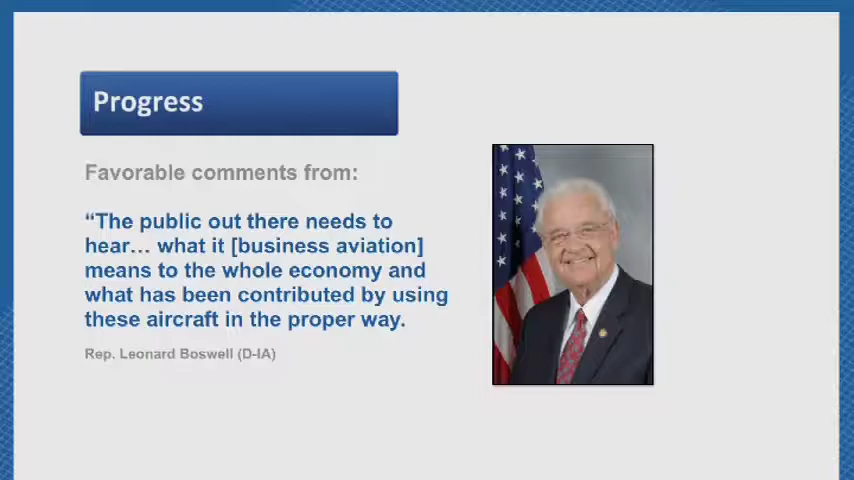 Progress
Favorable comments from:
“The public out there needs to
hear… what it [business aviation]
means to the whole economy and
what has been contributed by using
these aircraft in the proper way.
Rep. Leonard Boswell (D-IA)